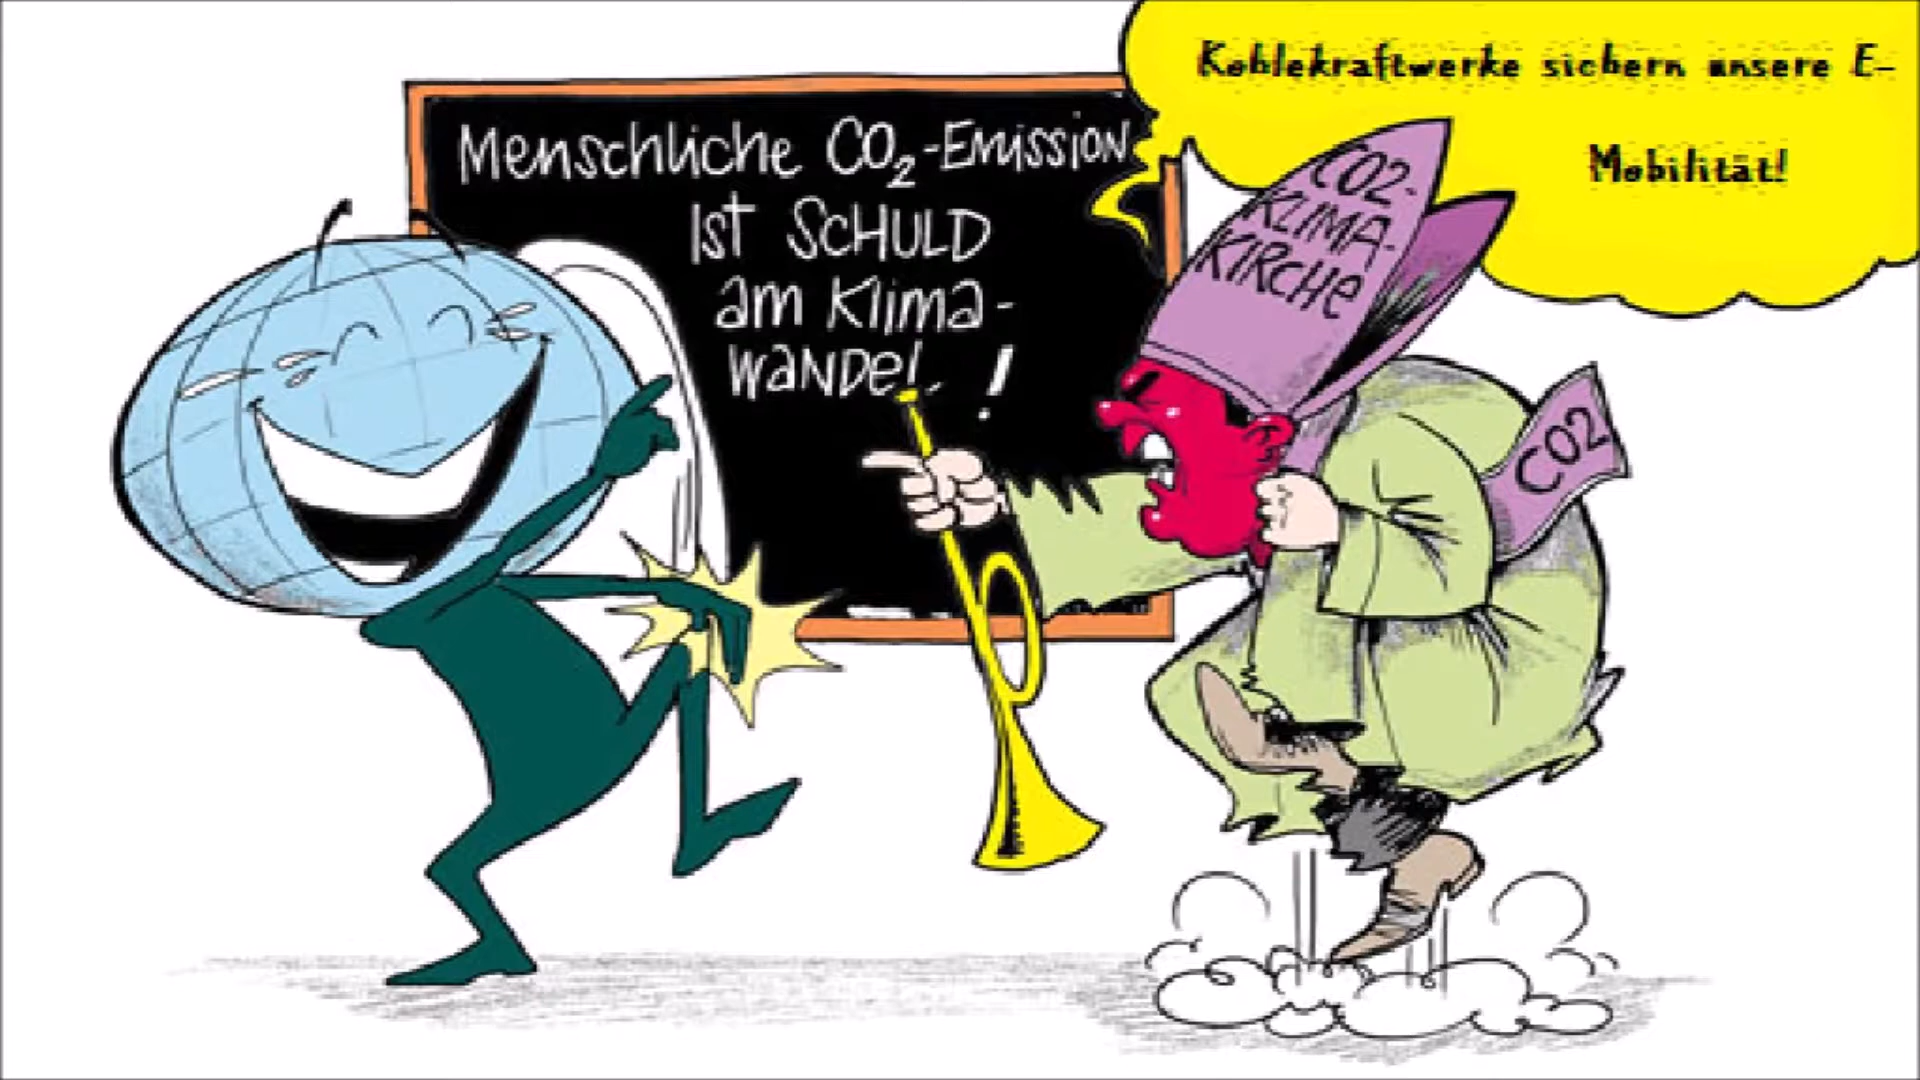 Kohlekraftwerke sichern unsere E-
Mobilität!
Menschliche CO₂-Emission
Ist SCHULD
am Klima-
WANDEL !
CO2-
KLIMA-
KIRCHE
CO2